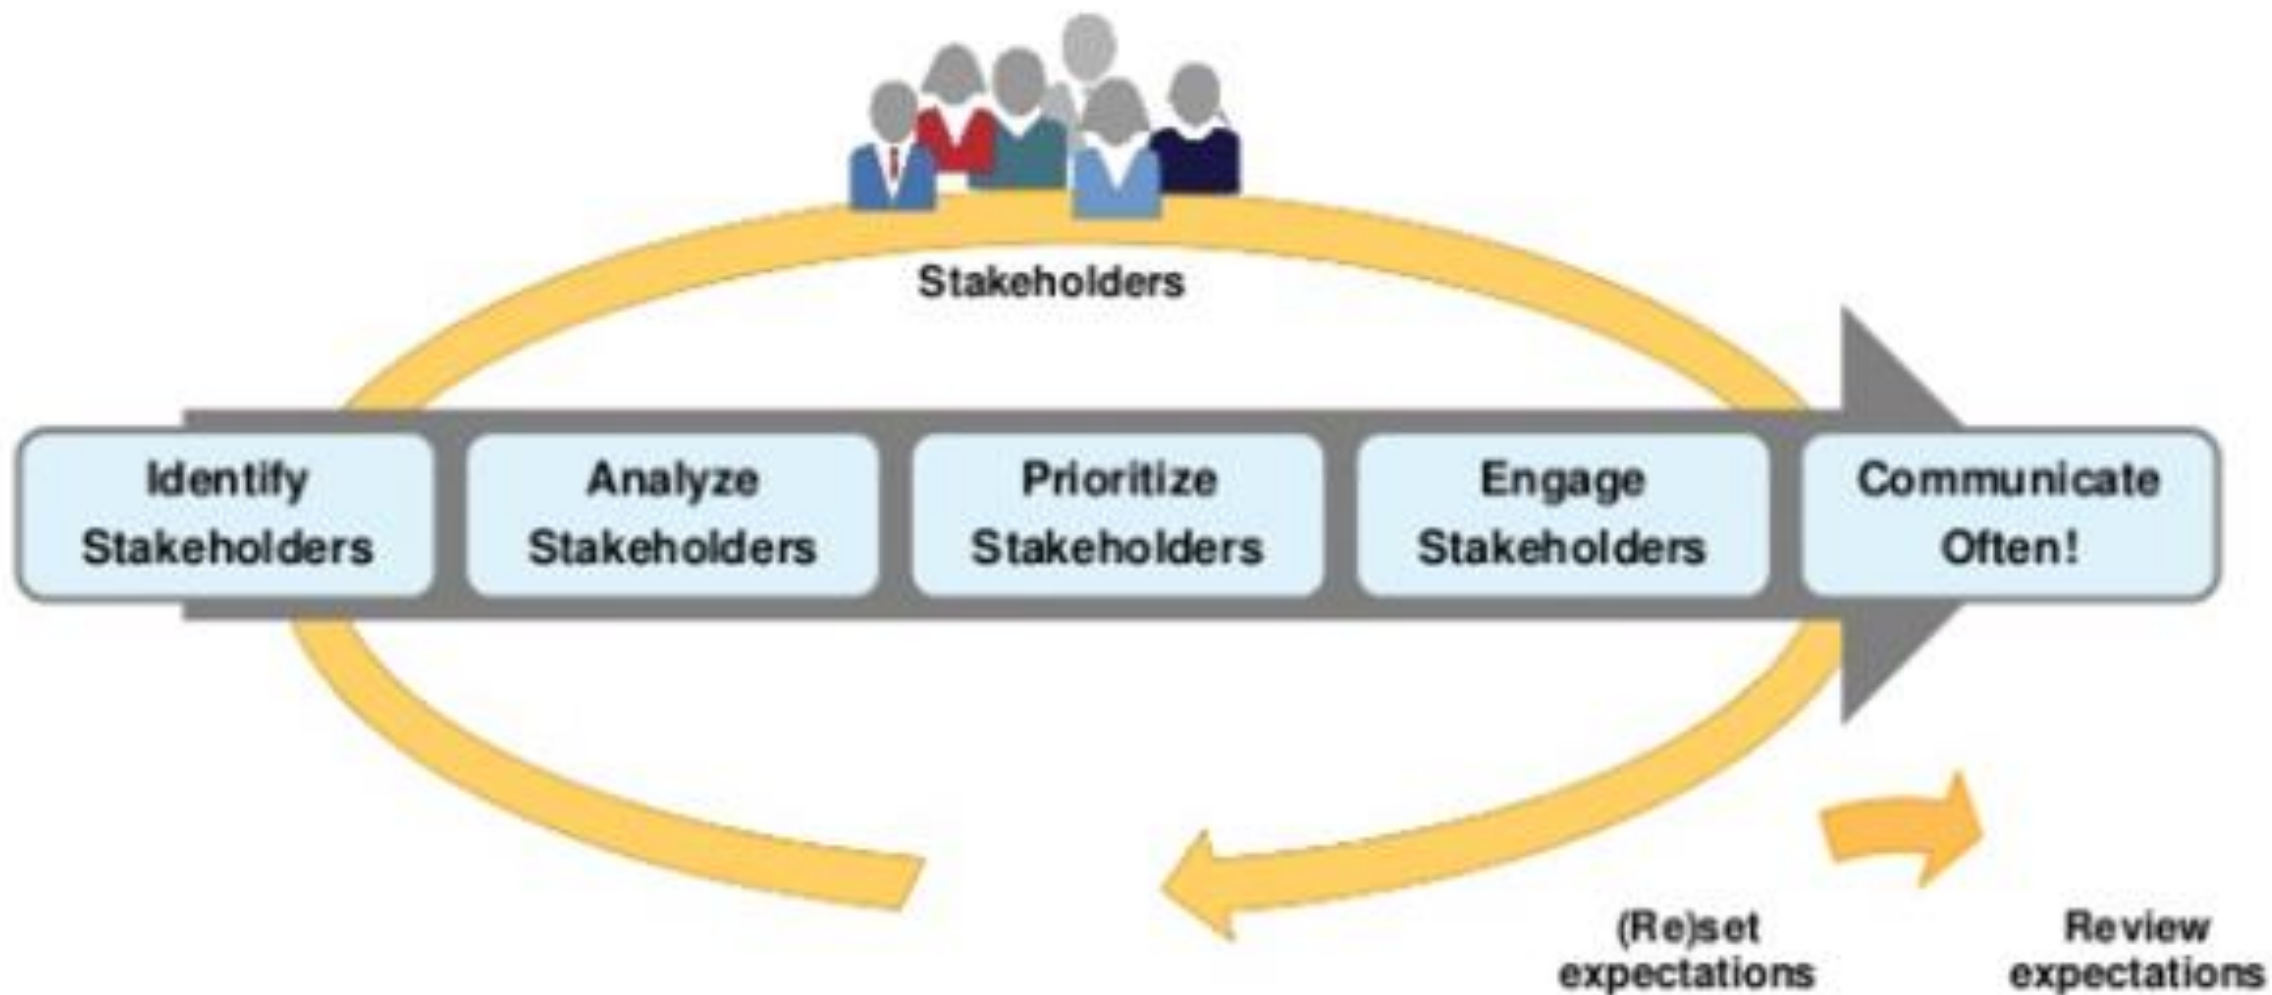 Stakeholders
Identify
Stakeholders
Analyze
Stakeholders
Prioritize
Stakeholders
Engage
Stakeholders
Communicate
Often!
(Re)set
expectations
Review
expectations